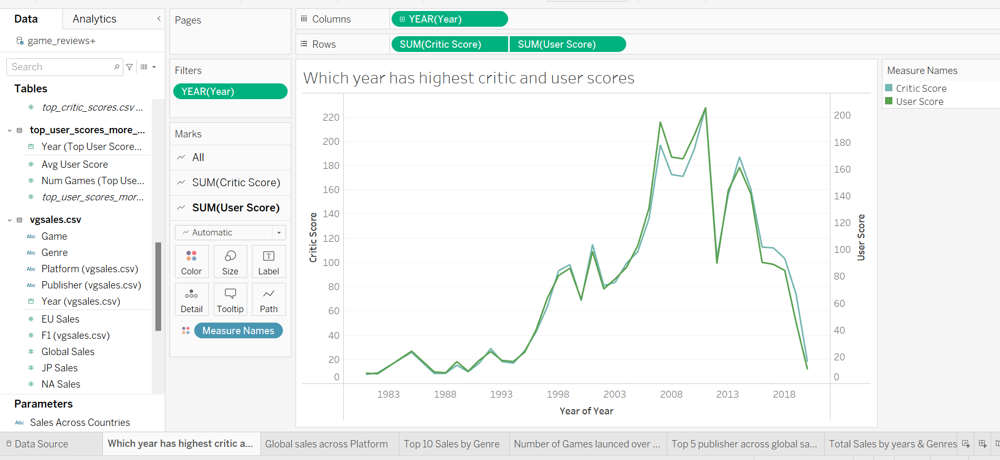 Data
Analytics
game_reviews+
Search
Tables
top_critic_scores.csv ...
top_user_scores_more_...
Year (Top User Score...
Avg User Score
Num Games (Top Use...
top_user_scores_mor...
vgsales.csv
Abc Game
Abc Genre
Abc Platform (vgsales.csv)
Abc Publisher (vgsales.csv)
Year (vgsales.csv)
EU Sales
F1 (vgsales.csv)
Global Sales
JP Sales
NA Sales
Parameters
Abc Sales Across Countries
Pages
Filters
YEAR(Year)
Marks
All
SUM(Critic Score)
SUM(User Score)
Automatic
Color Size Label
Detail Tooltip Path
Measure Names
Columns YEAR(Year)
Rows SUM(Critic Score) SUM(User Score)
Which year has highest critic and user scores
Critic Score
220
200
180
160
140
120
100
80
60
40
20
0
1983 1988 1993 1998 2003 2008 2013 2018
Year of Year
200
180
160
140
120
100
80
60
40
20
0
User Score
Measure Names
Critic Score
User Score
Data Source Which year has highest critic a... Global sales across Platform Top 10 Sales by Genre Number of Games launced over ... Top 5 publisher across global sa... Total Sales by years & Genres